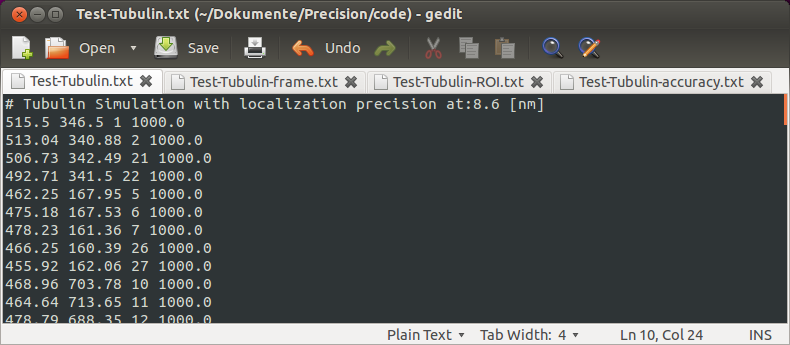 Test-Tubulin.txt (~/Dokumente/Precision/code) - gedit
Open Save Undo
Test-Tubulin.txt Test-Tubulin-frame.txt Test-Tubulin-ROI.txt Test-Tubulin-accuracy.txt
# Tubulin Simulation with localization precision at:8.6 [nm]
515.5 346.5 1 1000.0
513.04 340.88 2 1000.0
506.73 342.49 21 1000.0
492.71 341.5 22 1000.0
462.25 167.95 5 1000.0
475.18 167.53 6 1000.0
478.23 161.36 7 1000.0
466.25 160.39 26 1000.0
455.92 162.06 27 1000.0
468.96 703.78 10 1000.0
464.64 713.65 11 1000.0
478.79 688.35 12 1000.0
Plain Text Tab Width: 4 Ln 10, Col 24 INS